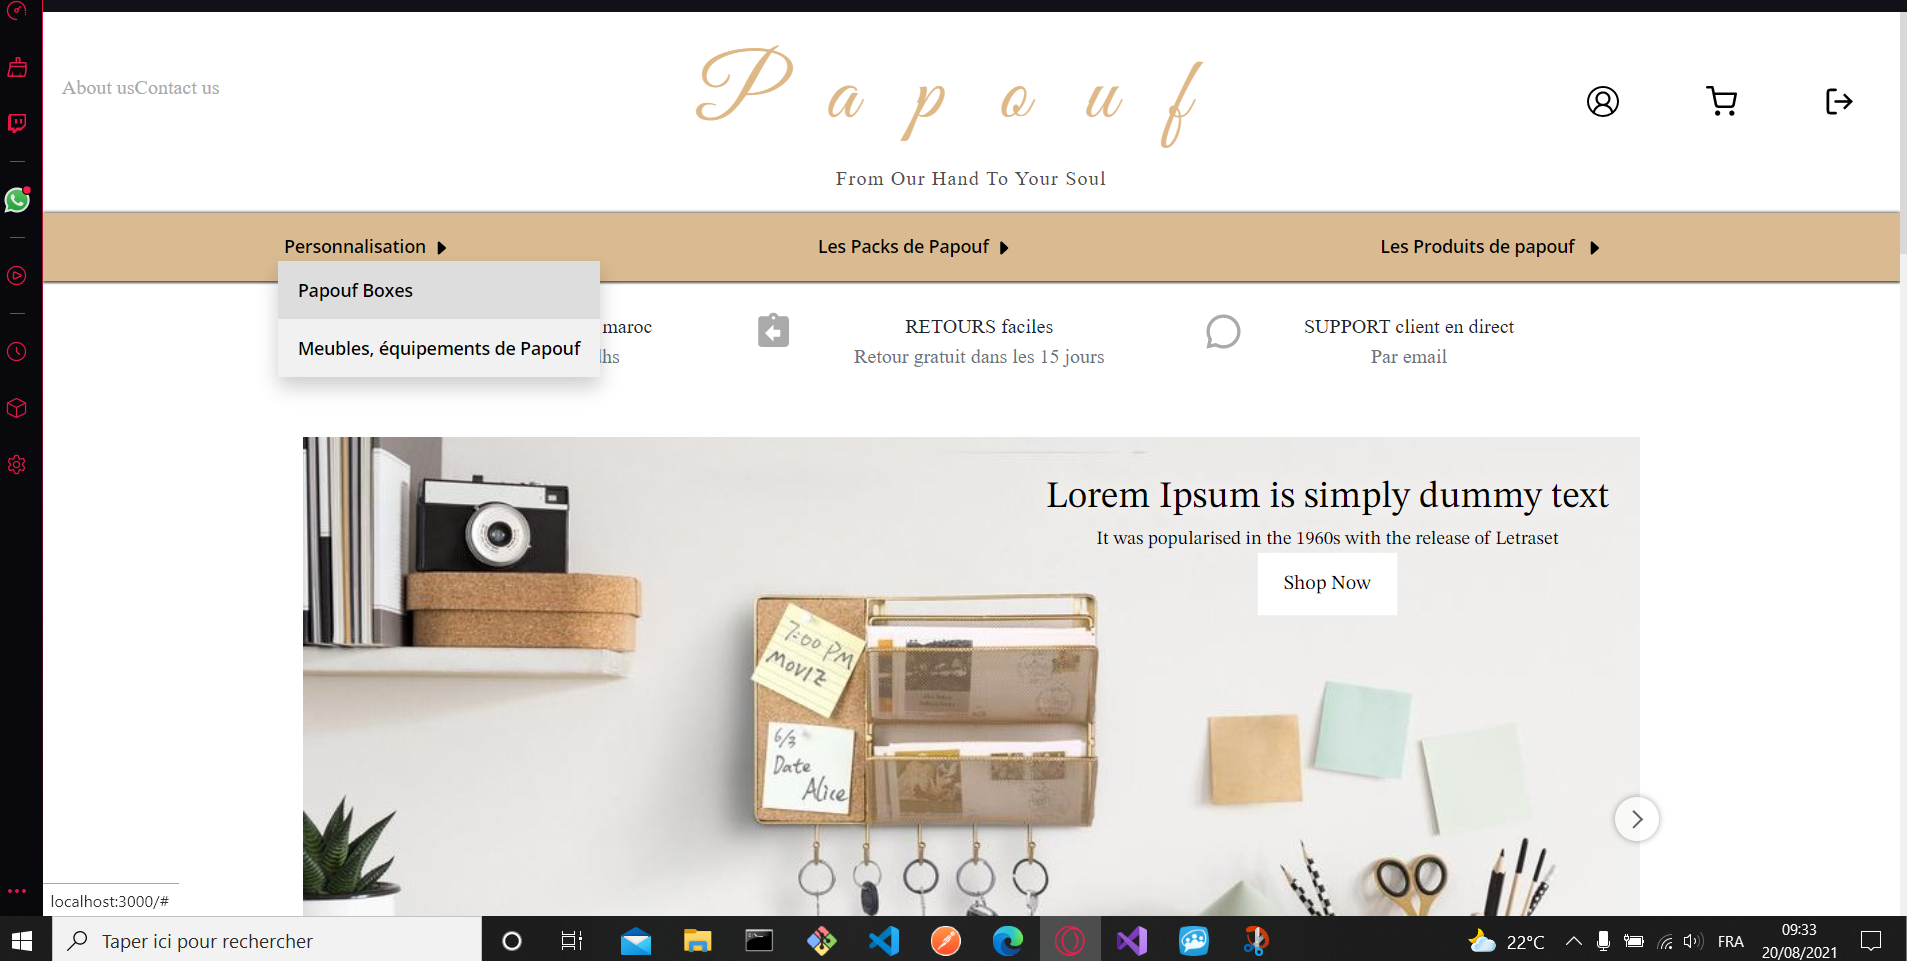 About usContact us
Papouf
From Our Hand To Your Soul
Personnalisation
Les Packs de Papouf
Les Produits de papouf
Papouf Boxes
Meubles, équipements de Papouf
maroc
dhs
RETOURS faciles
Retour gratuit dans les 15 jours
SUPPORT client en direct
Par email
Lorem Ipsum is simply dummy text
It was popularised in the 1960s with the release of Letraset
Shop Now
7:00 PM
MOVIE
6/3
Date
Alice
localhost:3000/#
Taper ici pour rechercher
22°C
FRA
09:33
20/08/2021